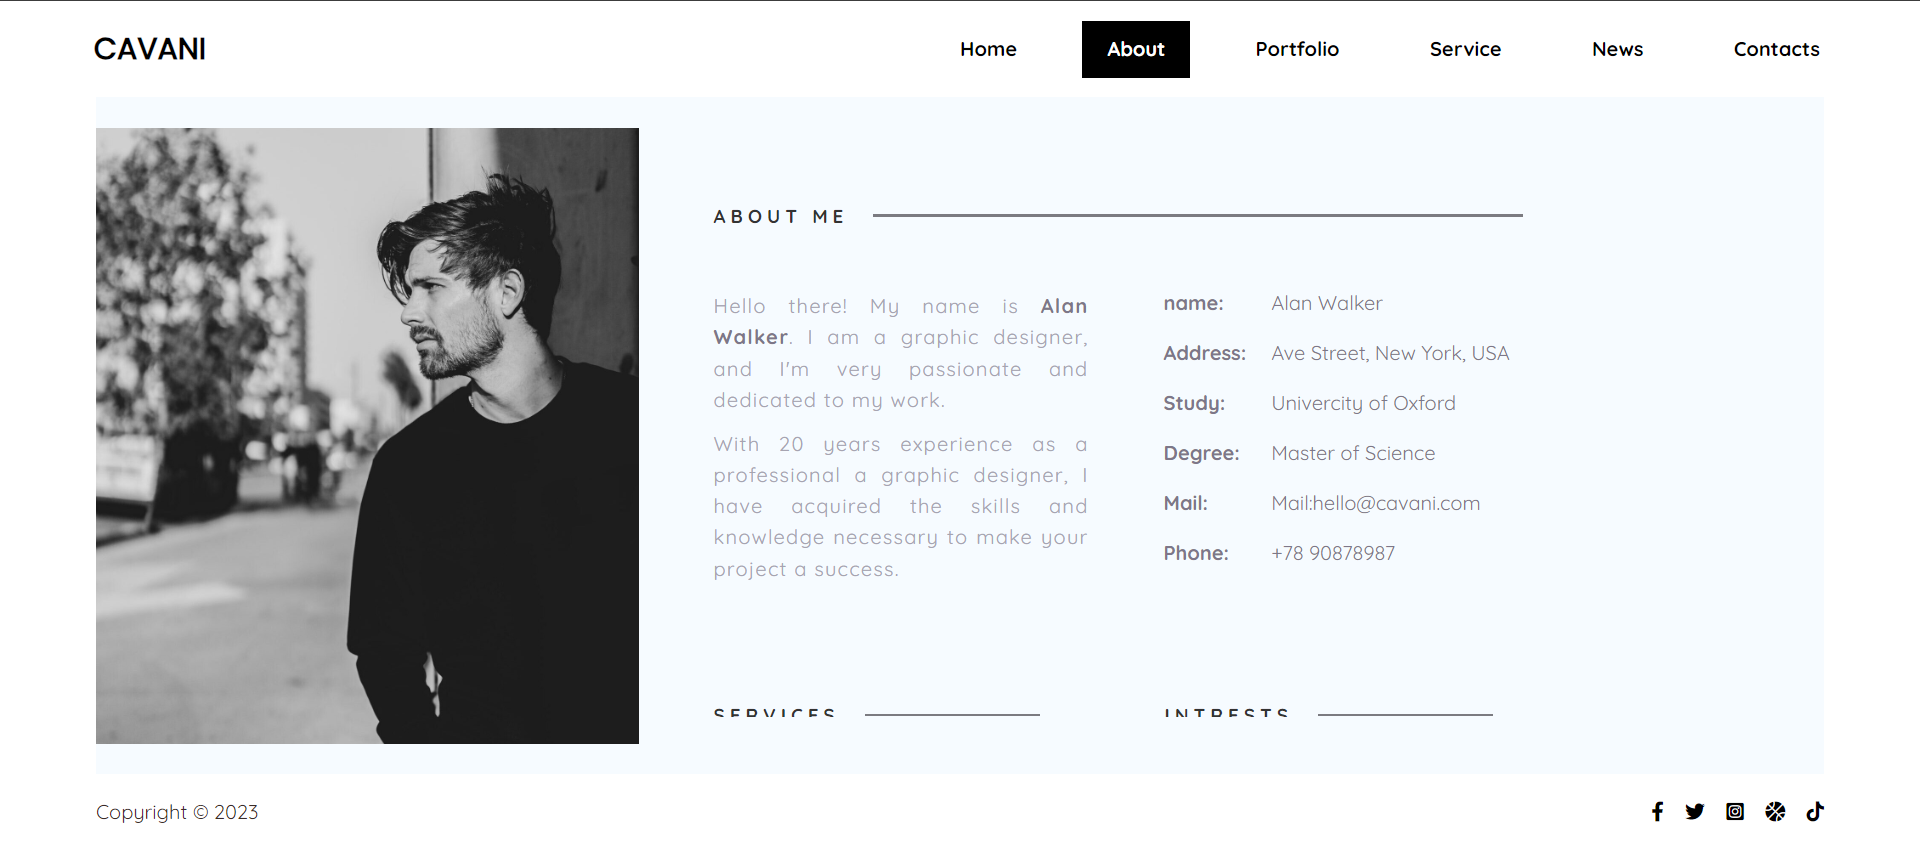 CAVANI
Home About Portfolio Service News Contacts
ABOUT ME
Hello there! My name is Alan
Walker. I am a graphic designer,
and I'm very passionate and
dedicated to my work.
With 20 years experience as a
professional a graphic designer, I
have acquired the skills and
knowledge necessary to make your
project a success.
name: Alan Walker
Address: Ave Street, New York, USA
Study: Univercity of Oxford
Degree: Master of Science
Mail: Mail:hello@cavani.com
Phone: +78 90878987
SERVICES
INTRESTS
Copyright © 2023